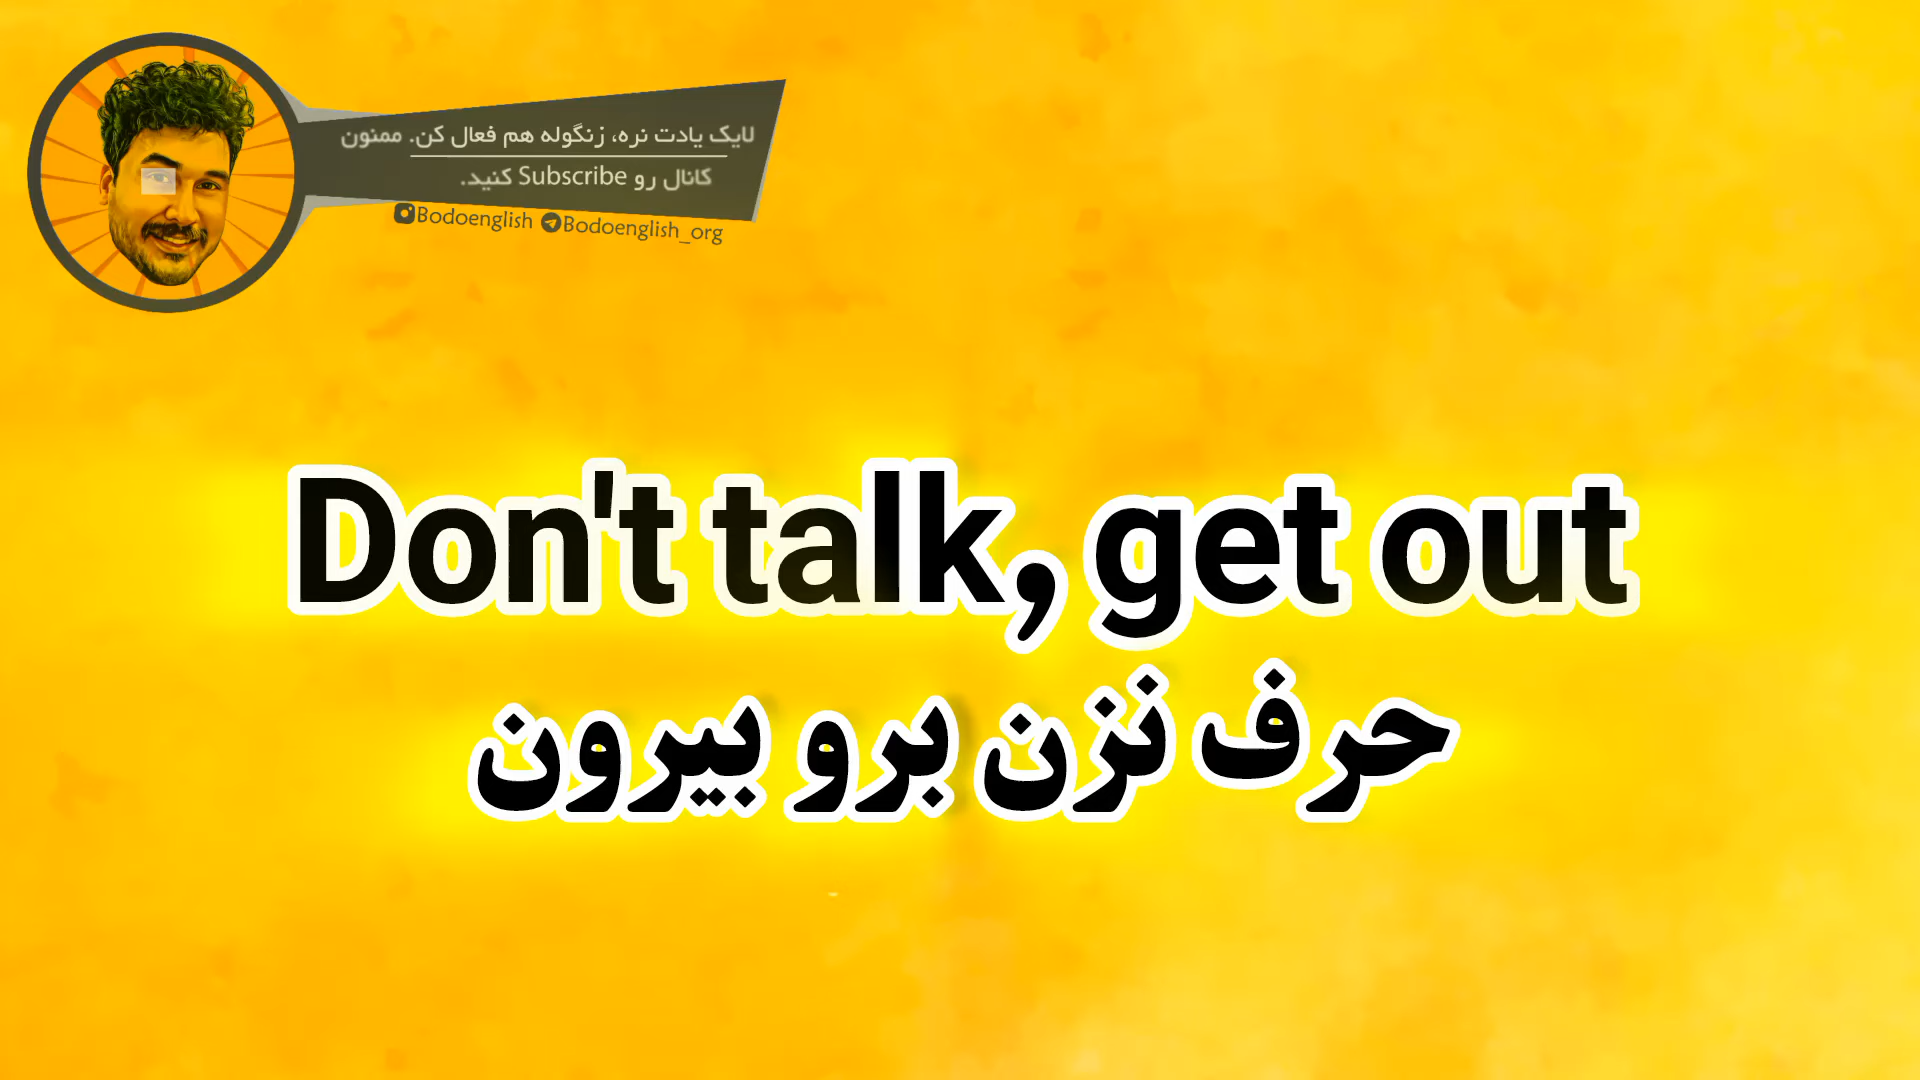 لایک یادت نره، زنگوله هم فعال کن. ممنون
کانال رو Subscribe کنید.
Bodoenglish Bodoenglish_org
Don't talk, get out
حرف نزن برو بیرون